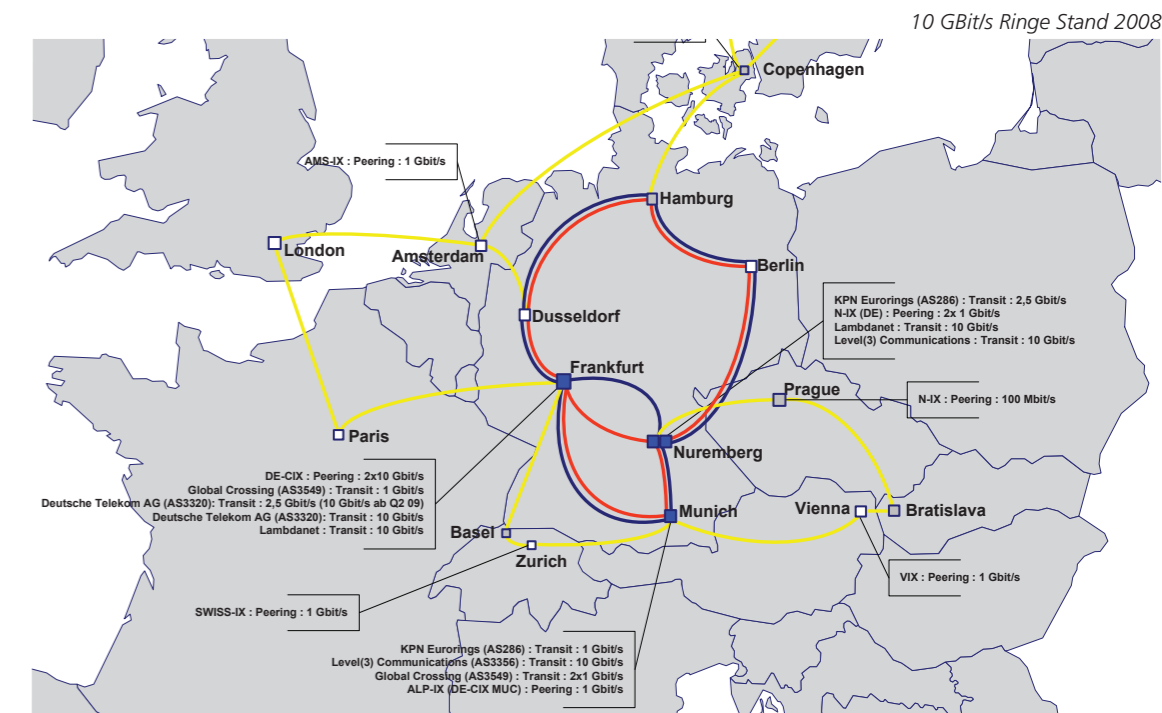 10 GBit/s Ringe Stand 2008
Copenhagen
AMS-IX : Peering : 1 Gbit/s
Hamburg
London
Amsterdam
Berlin
KPN Eurorings (AS286) : Transit : 2,5 Gbit/s
N-IX (DE) : Peering : 2x 1 Gbit/s
Lambdanet : Transit : 10 Gbit/s
Level(3) Communications : Transit : 10 Gbit/s
Dusseldorf
Frankfurt
Prague
N-IX : Peering : 100 Mbit/s
Paris
Nuremberg
DE-CIX : Peering : 2x10 Gbit/s
Global Crossing (AS3549) : Transit : 1 Gbit/s
Deutsche Telekom AG (AS3320): Transit : 2,5 Gbit/s (10 Gbit/s ab Q2 09)
Deutsche Telekom AG (AS3320): Transit : 10 Gbit/s
Lambdanet : Transit : 10 Gbit/s
Munich
Vienna
Bratislava
Basel
Zurich
VIX : Peering : 1 Gbit/s
SWISS-IX : Peering : 1 Gbit/s
KPN Eurorings (AS286) : Transit : 1 Gbit/s
Level(3) Communications (AS3356) : Transit : 10 Gbit/s
Global Crossing (AS3549) : Transit : 2x1 Gbit/s
ALP-IX (DE-CIX MUC) : Peering : 1 Gbit/s